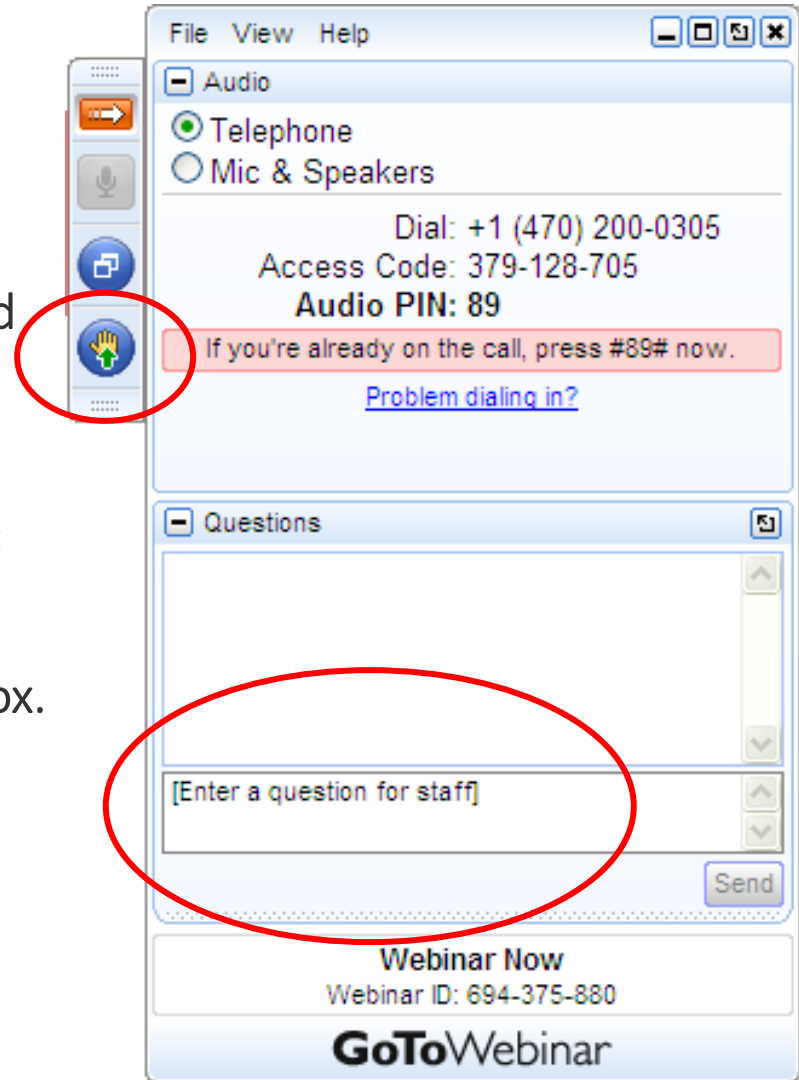 File View Help
Audio
Telephone
Mic & Speakers
Dial: +1 (470) 200-0305
Access Code: 379-128-705
Audio PIN: 89
If you're already on the call, press #89# now.
Problem dialing in?
Questions
[Enter a question for staff]
Send
Webinar Now
Webinar ID: 694-375-880
GoToWebinar